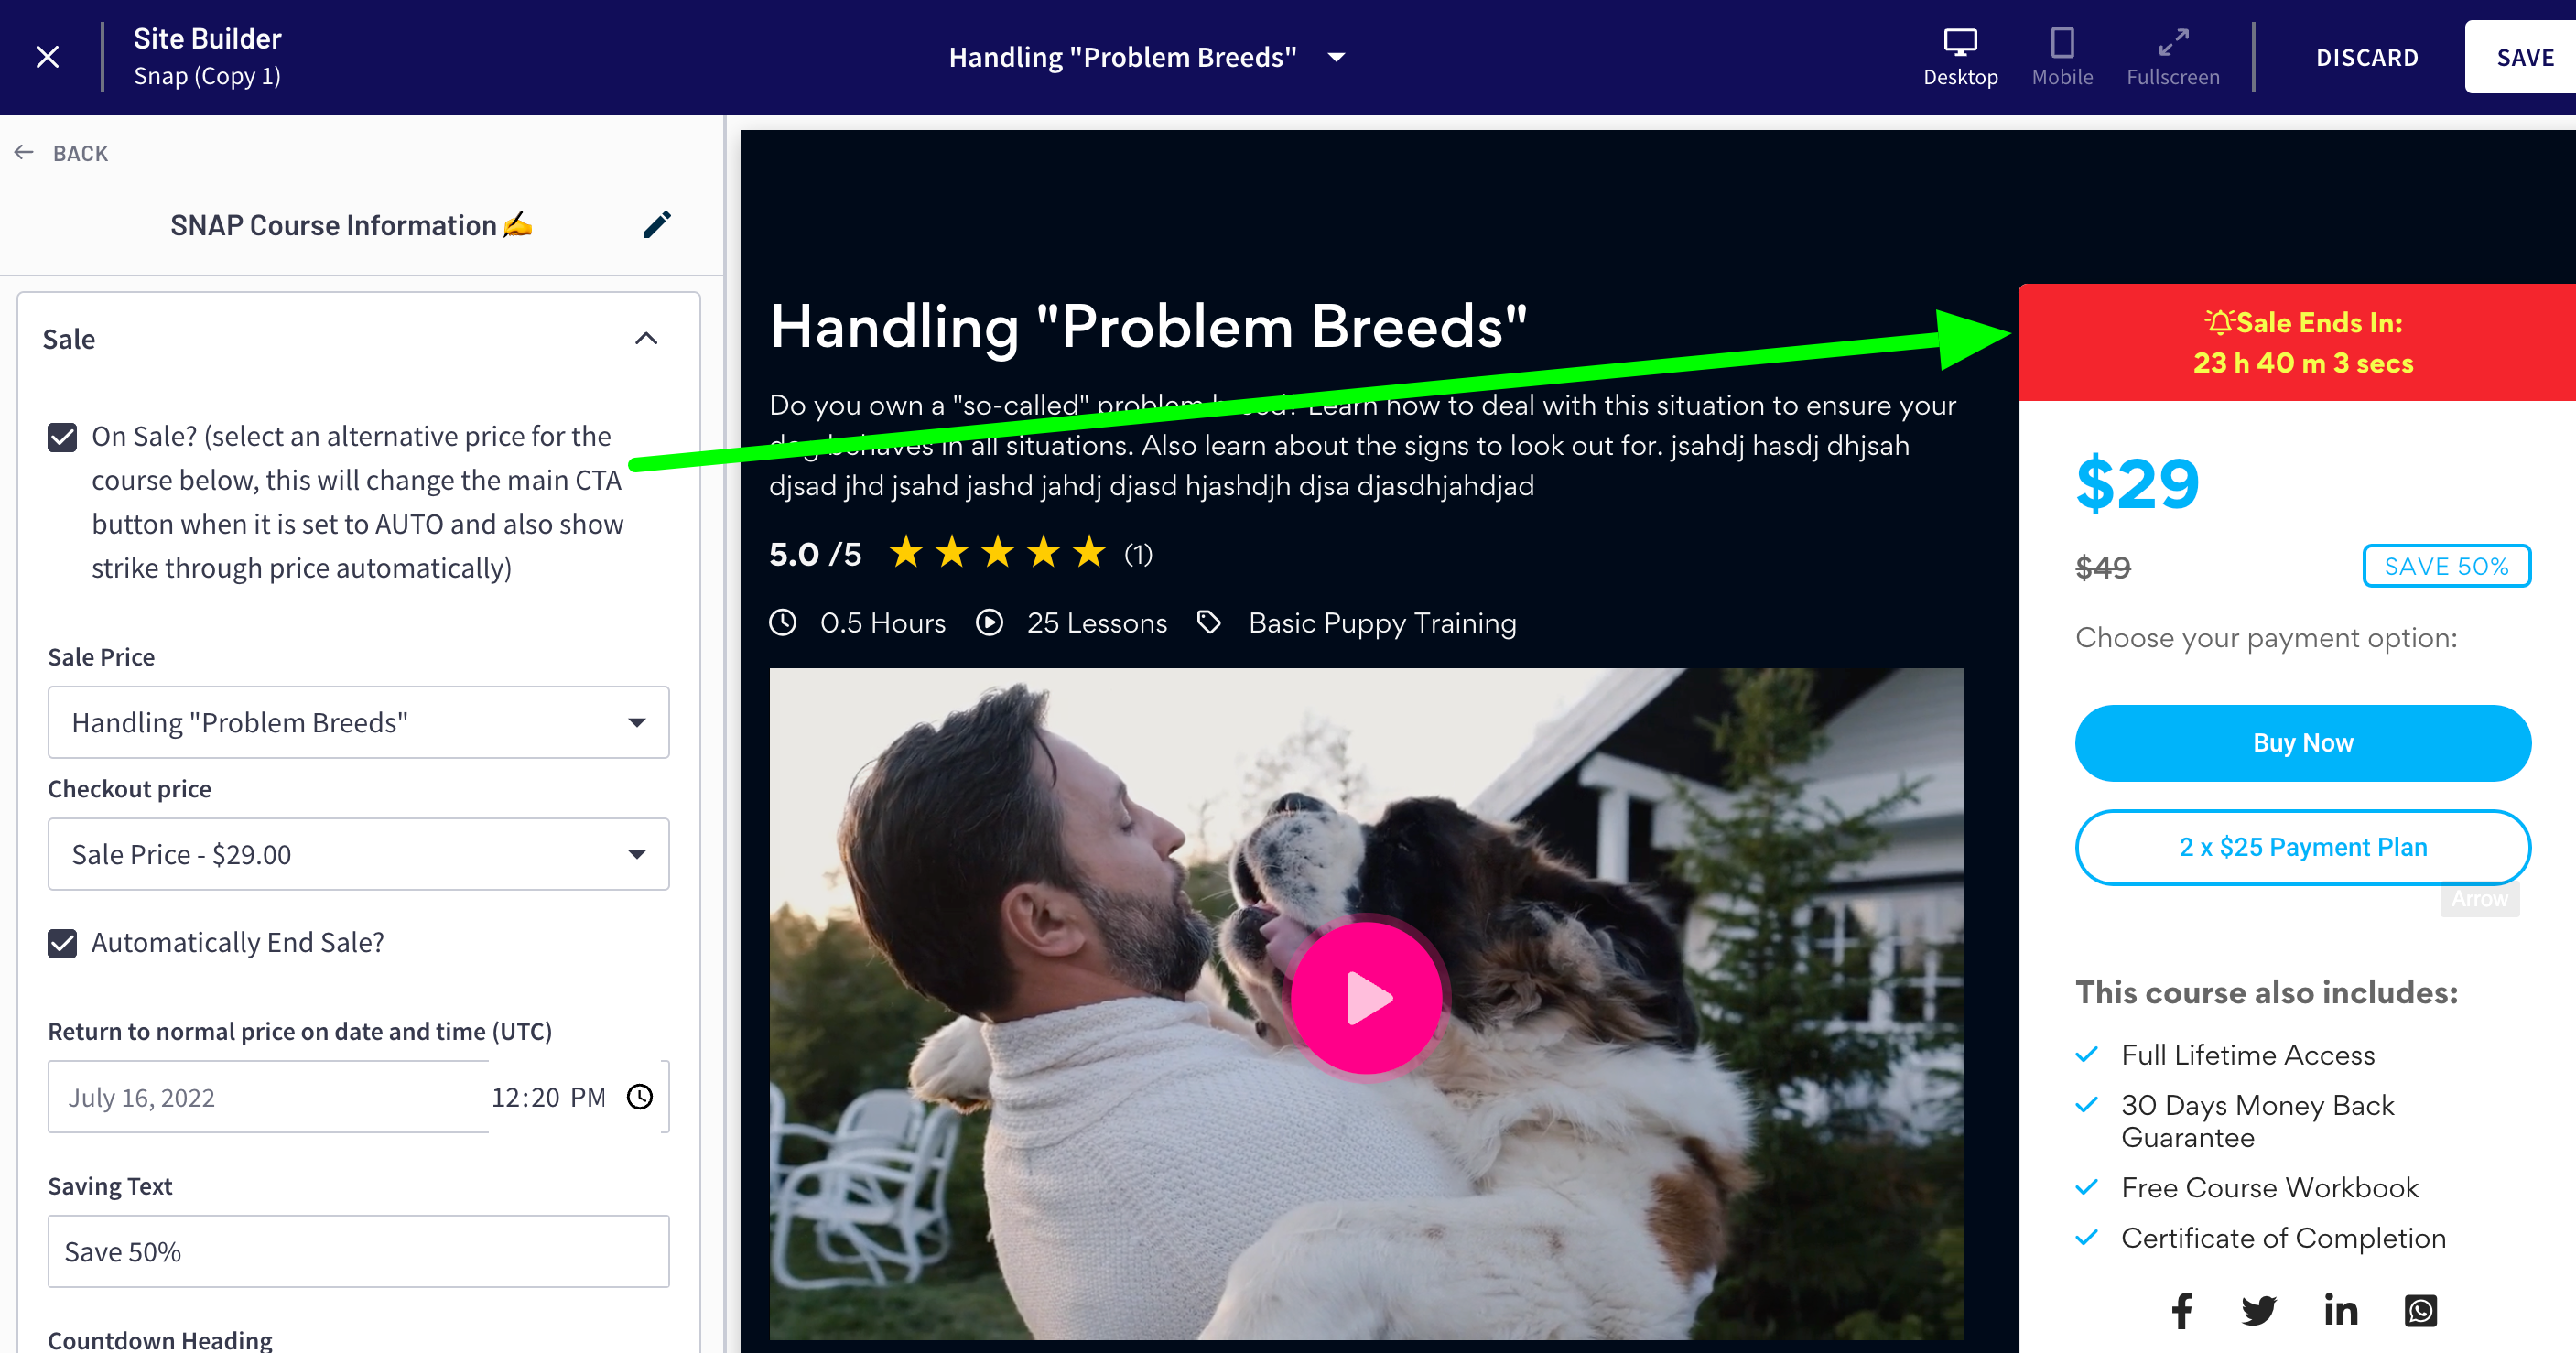 Site Builder
Snap (Copy 1)
Handling "Problem Breeds"
Desktop
Mobile
Fullscreen
DISCARD
SAVE
BACK
SNAP Course Information✍️
Sale
On Sale? (select an alternative price for the
course below, this will change the main CTA
button when it is set to AUTO and also show
strike through price automatically)
Sale Price
Handling "Problem Breeds"
Checkout price
Sale Price - $29.00
Automatically End Sale?
Return to normal price on date and time (UTC)
July 16, 2022
12:20 PM
Saving Text
Save 50%
Countdown Heading
Handling "Problem Breeds"
Do you own a "so-called" problem breed? Learn how to deal with this situation to ensure your
dog behaves in all situations. Also learn about the signs to look out for. jsahdj hasdj dhjsah
djsad jhd jsahd jashd jahdj djasd hjashdjh djsa djasdhjahdjad
5.0 /5 ★★★★★ (1)
0.5 Hours
25 Lessons
Basic Puppy Training
Sale Ends In:
23 h 40 m 3 secs
$29
$49
SAVE 50%
Choose your payment option:
Buy Now
2 x $25 Payment Plan
Arrow
This course also includes:
Full Lifetime Access
30 Days Money Back
Guarantee
Free Course Workbook
Certificate of Completion